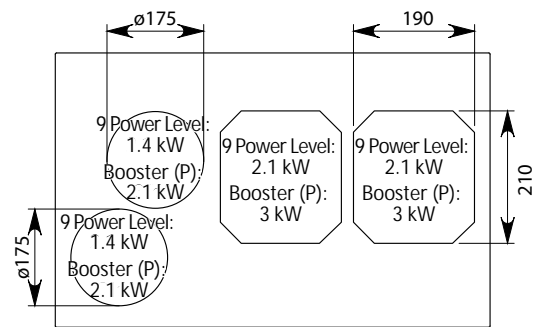 ø175
190
9 Power Level:
1.4 kW
Booster (P):
2.1 kW
9 Power Level:
2.1 kW
Booster (P):
3 kW
9 Power Level:
2.1 kW
Booster (P):
3 kW
210
ø175
9 Power Level:
1.4 kW
Booster (P):
2.1 kW